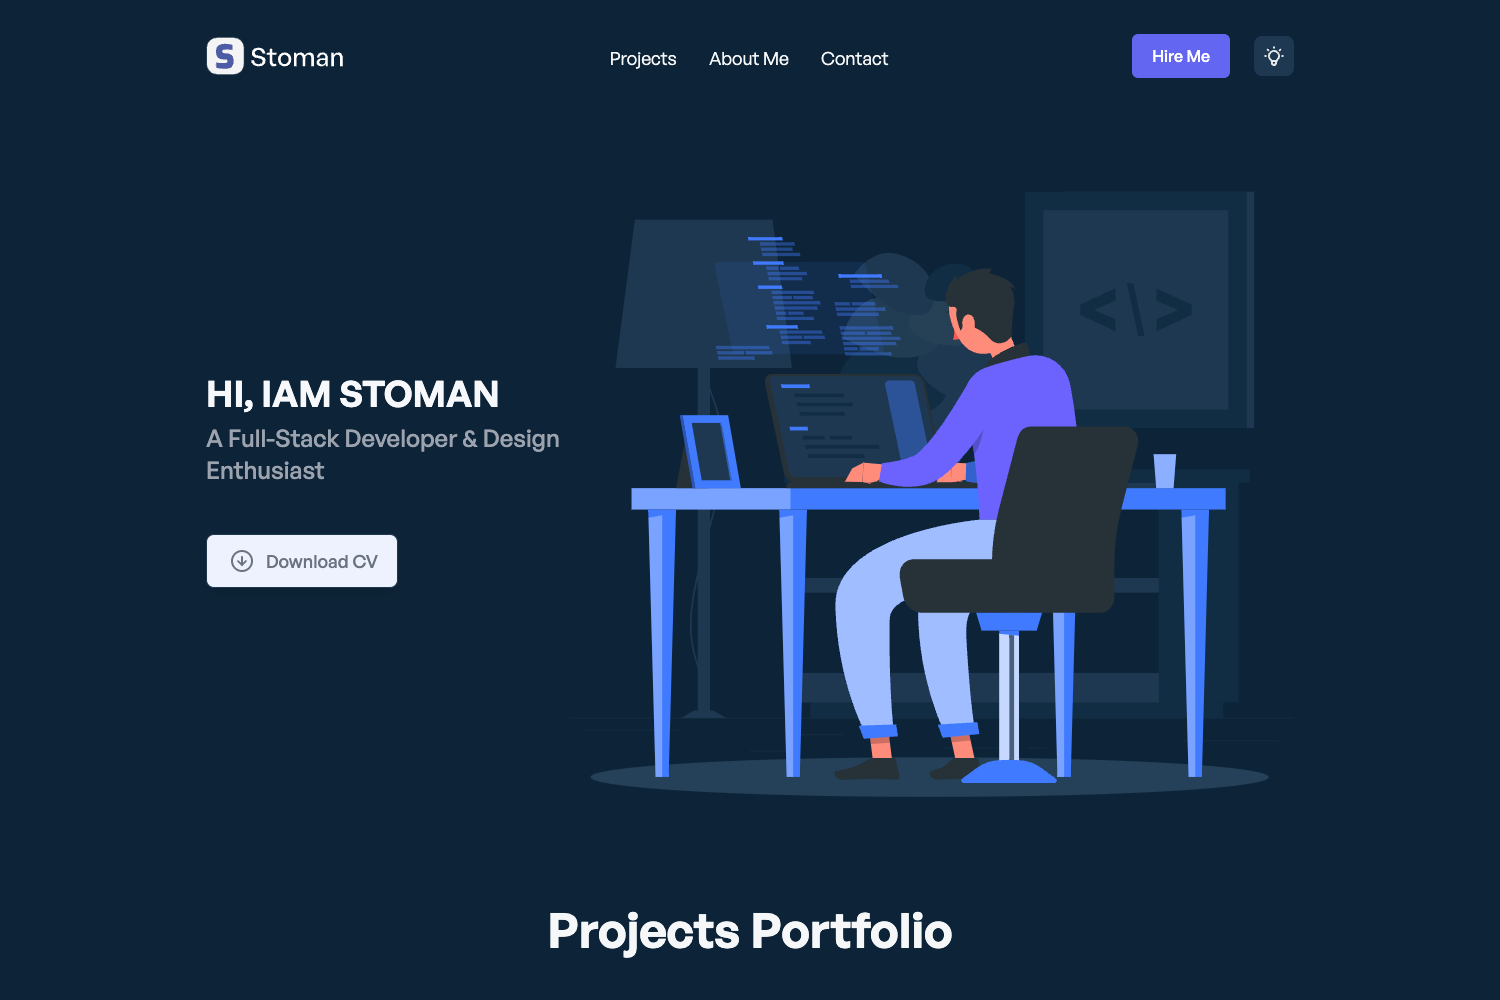 S Stoman
Projects
About Me
Contact
Hire Me
</>
HI, IAM STOMAN
A Full-Stack Developer & Design
Enthusiast
Download CV
Projects Portfolio